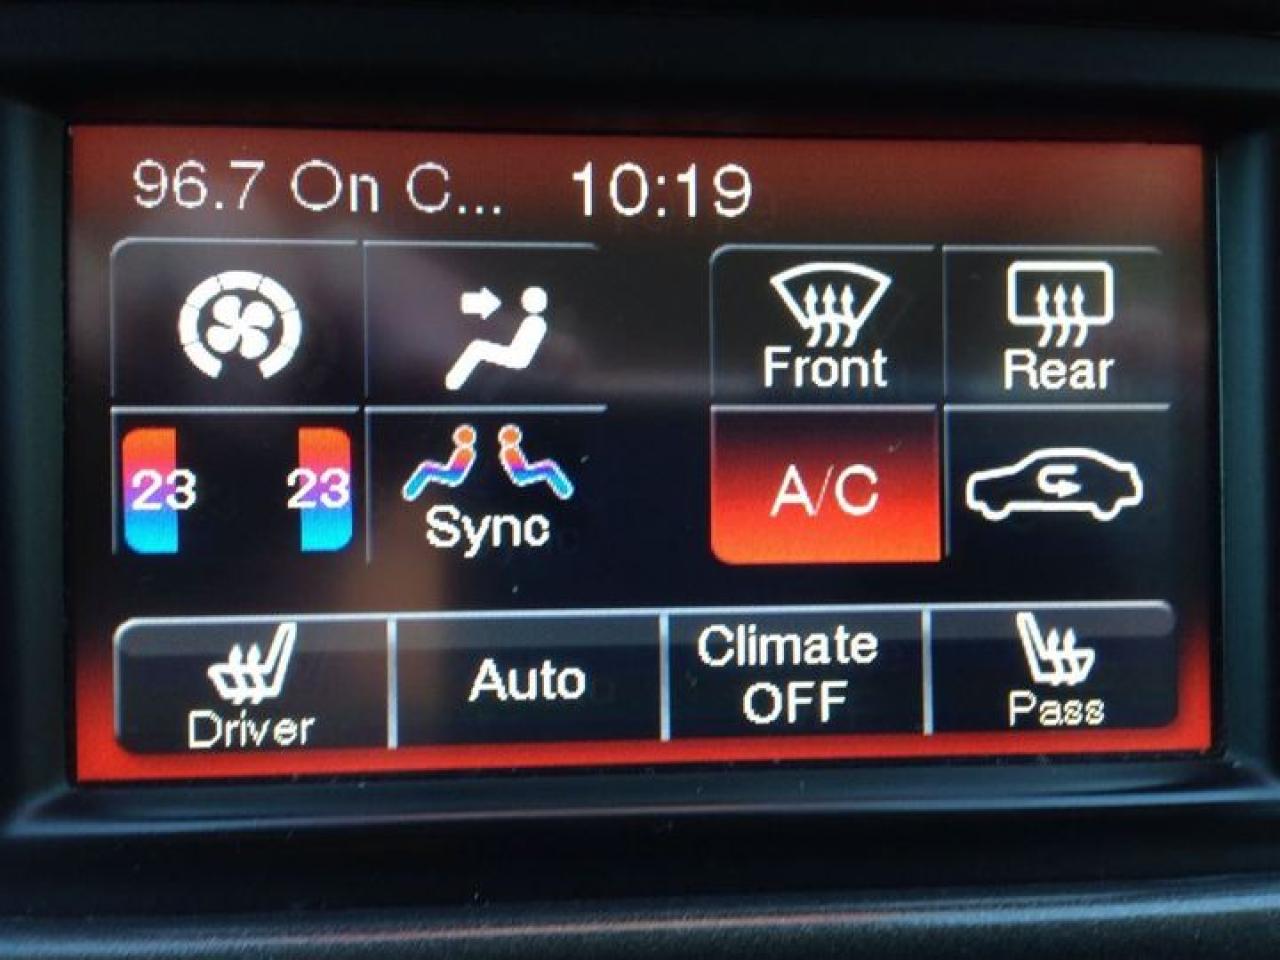 96.7 On C... 10:19
Front
Rear
23 23
Sync
A/C
Driver
Auto
Climate
OFF
Pass